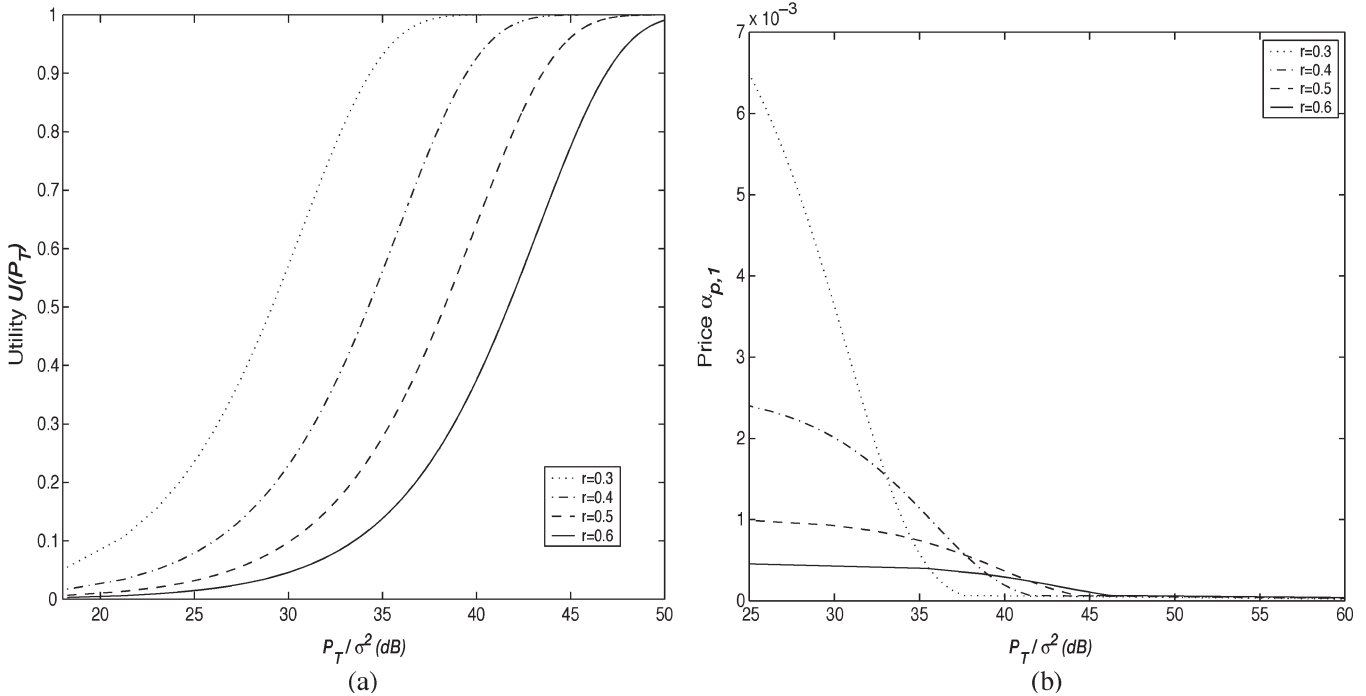 1
0.9
0.8
0.7
0.6
0.5
0.4
0.3
0.2
0.1
0
Utility U(P_T)
20 25 30 35 40 45 50
P_T / σ² (dB)
r=0.3
r=0.4
r=0.5
r=0.6
(a)
x 10⁻³
7
6
5
4
3
2
1
0
Price α_{p,1}
25 30 35 40 45 50 55 60
P_T / σ² (dB)
r=0.3
r=0.4
r=0.5
r=0.6
(b)